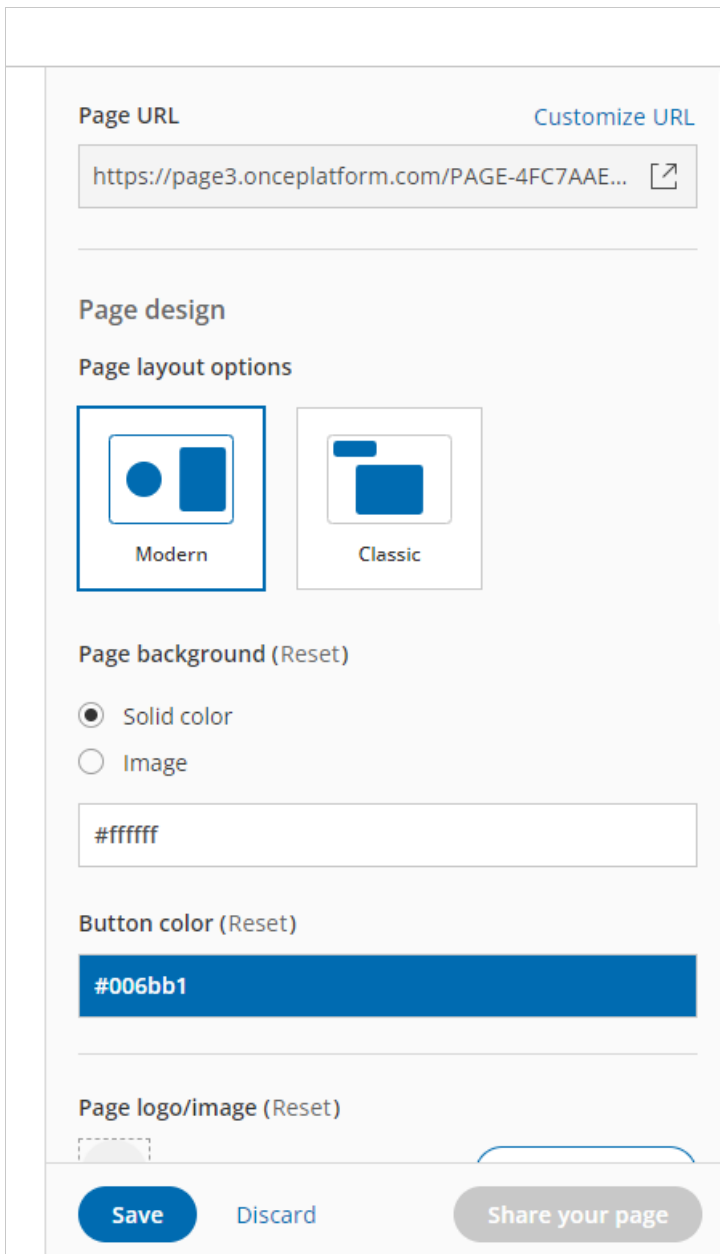 Page URL Customize URL
https://page3.onceplatform.com/PAGE-4FC7AAE...
Page design
Page layout options
Modern Classic
Page background (Reset)
Solid color
Image
#ffffff
Button color (Reset)
#006bb1
Page logo/image (Reset)
Save Discard Share your page